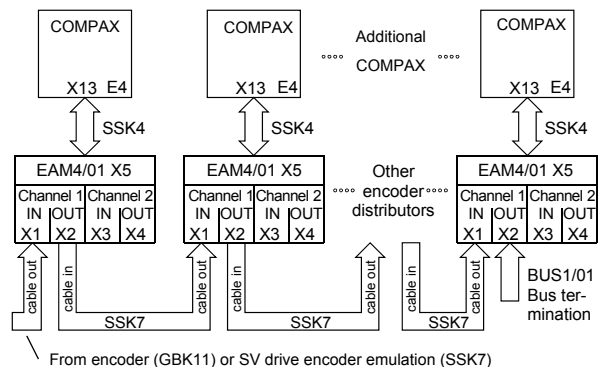 COMPAX
X13 E4
SSK4
COMPAX
X13 E4
SSK4
°°°° Additional °°°°
COMPAX
COMPAX
X13 E4
SSK4
EAM4/01 X5
Channel 1 Channel 2
IN OUT IN OUT
X1 X2 X3 X4
EAM4/01 X5
Channel 1 Channel 2
IN OUT IN OUT
X1 X2 X3 X4
Other
°°°° encoder °°°°
distributors
EAM4/01 X5
Channel 1 Channel 2
IN OUT IN OUT
X1 X2 X3 X4
cable out
cable in
SSK7
cable out
cable in
SSK7
SSK7
cable out
BUS1/01
Bus ter-
mination
From encoder (GBK11) or SV drive encoder emulation (SSK7)